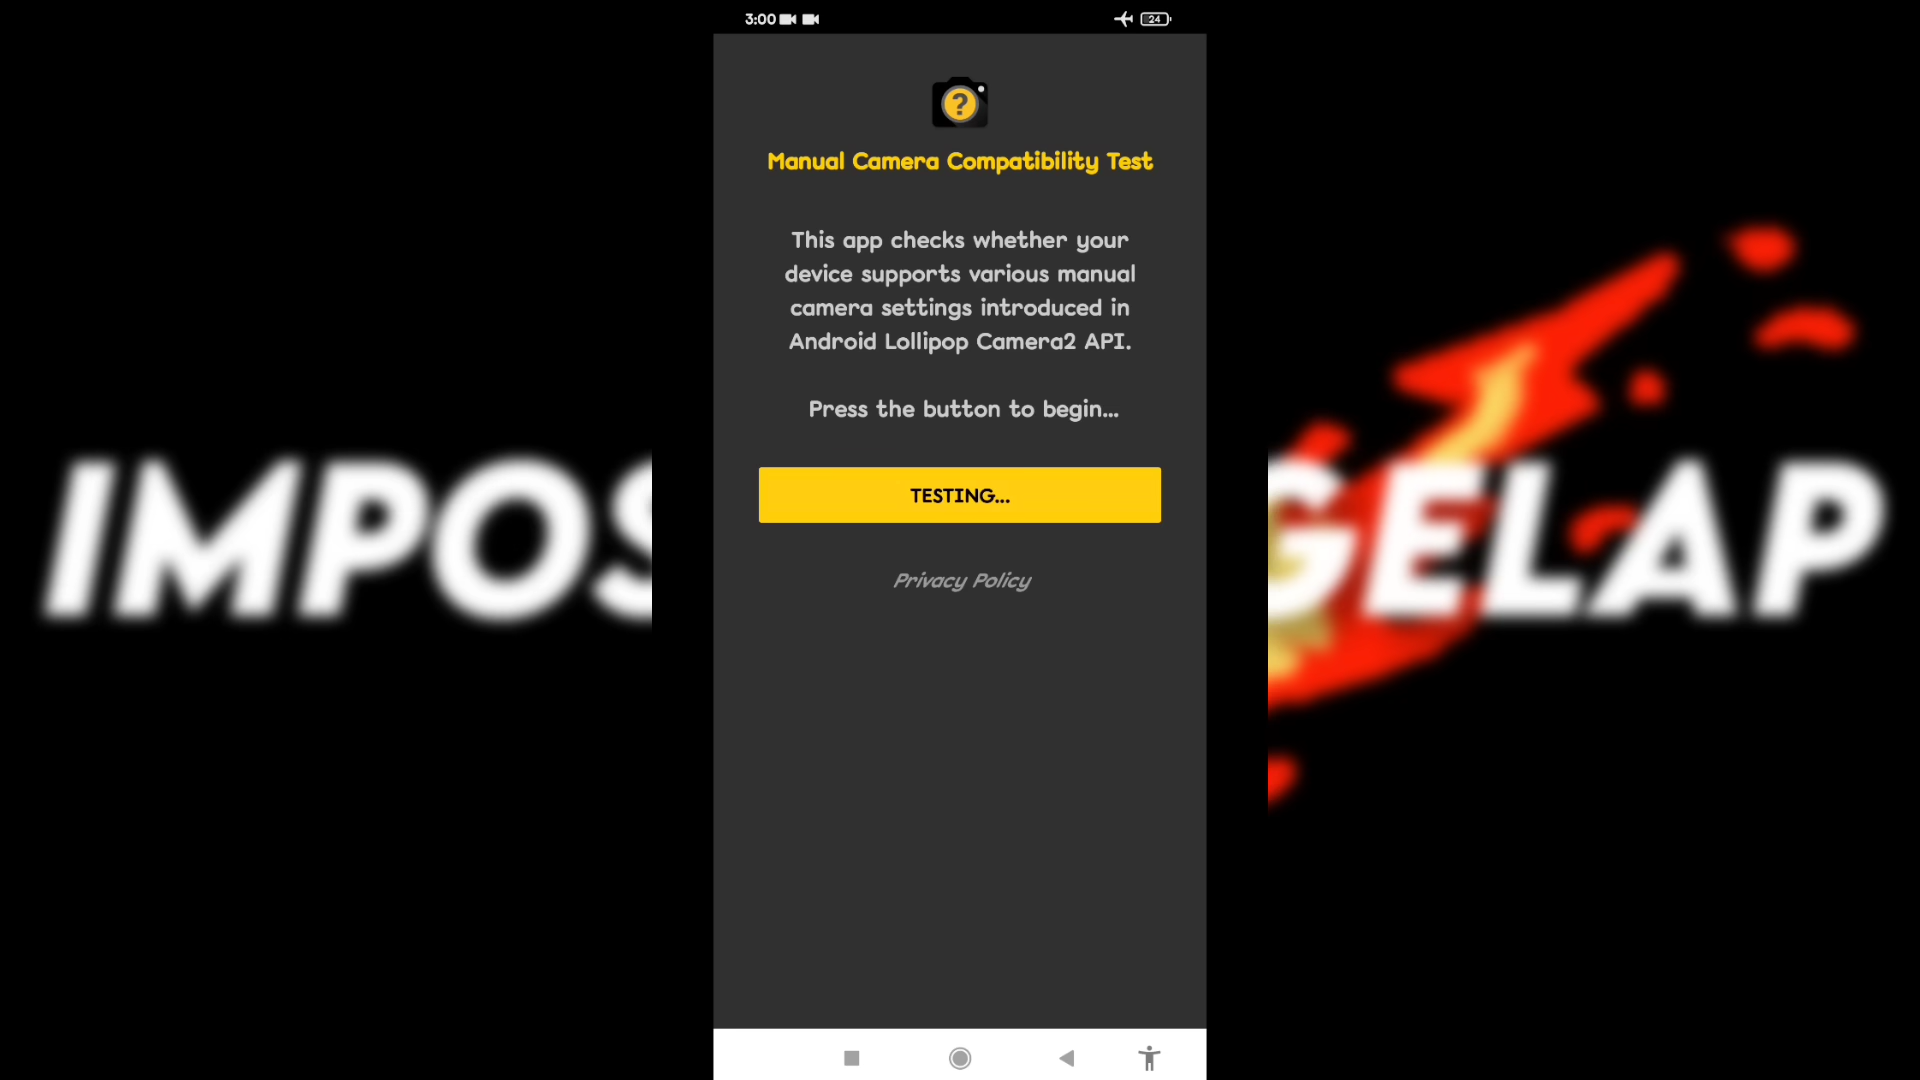 3:00
24
?
Manual Camera Compatibility Test
This app checks whether your
device supports various manual
camera settings introduced in
Android Lollipop Camera2 API.
Press the button to begin...
TESTING...
Privacy Policy
IMPOS
GELAP